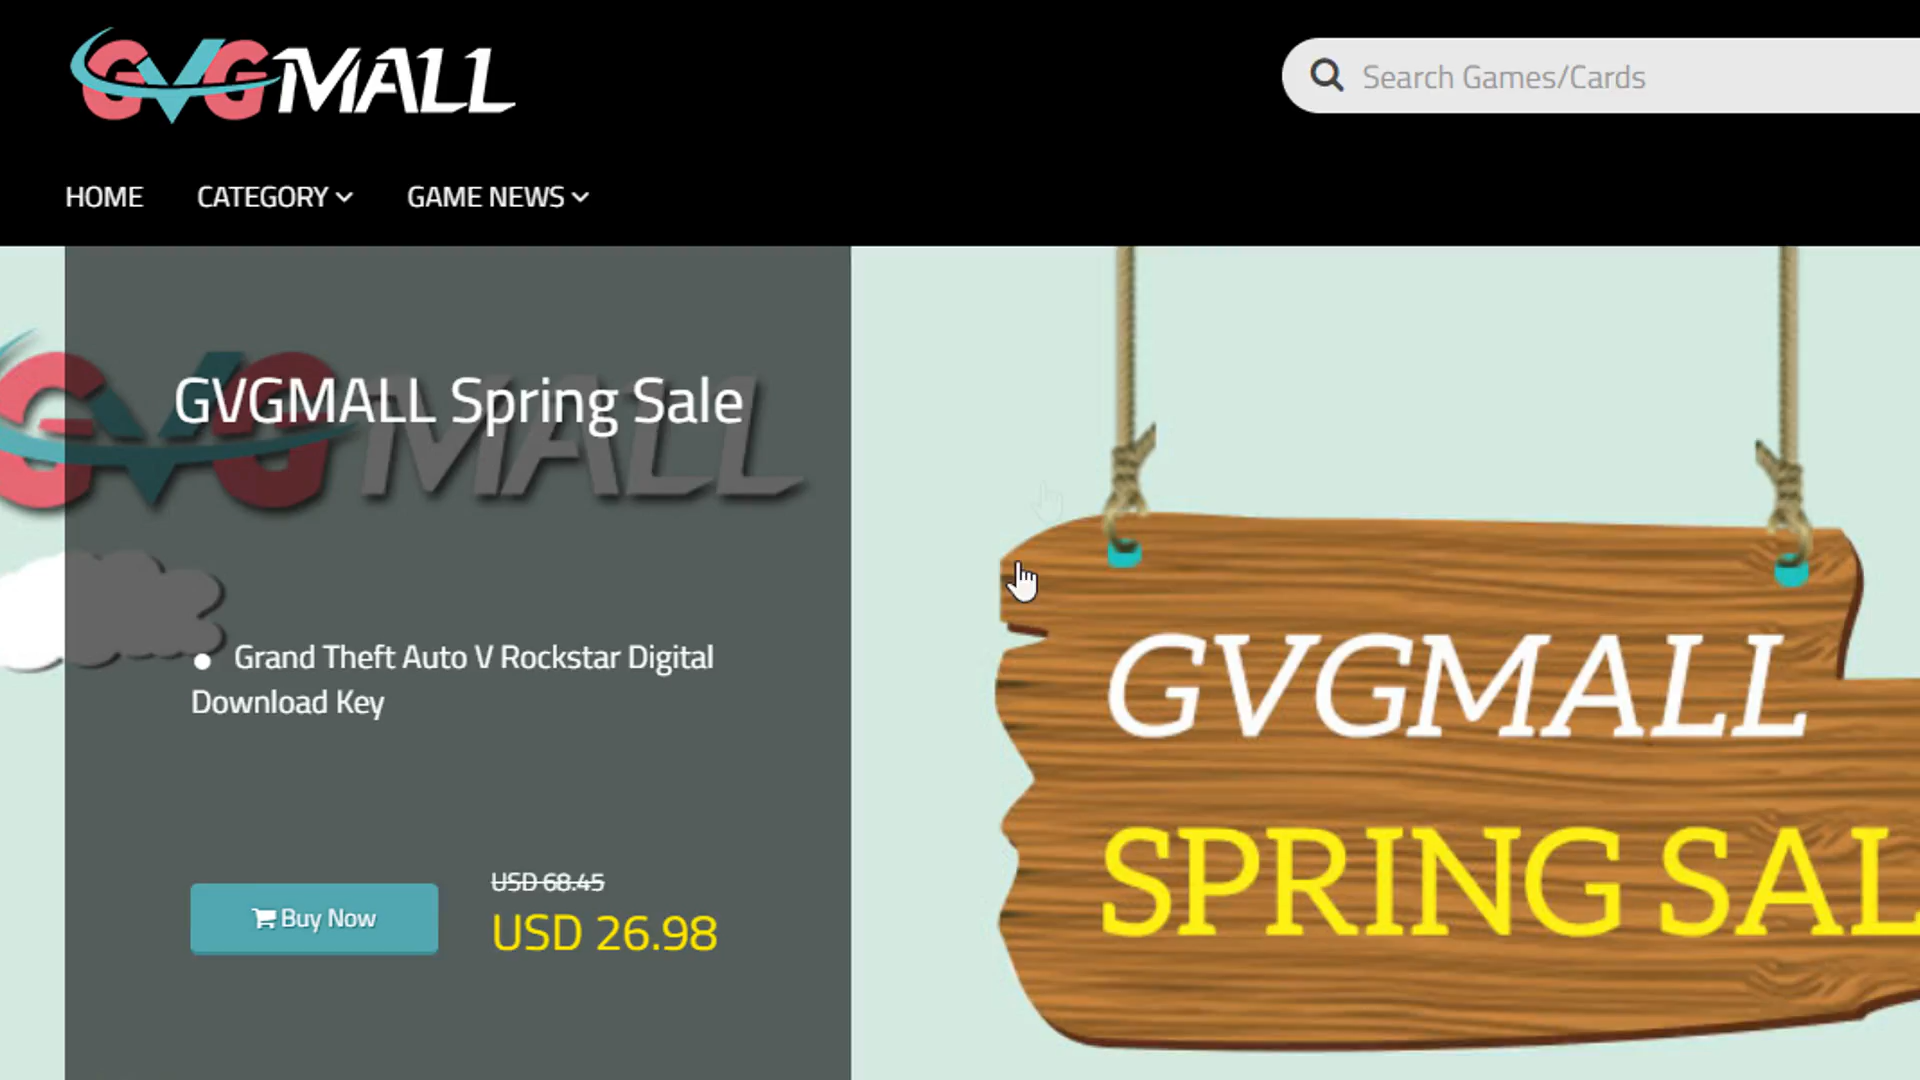 GVGMALL
Search Games/Cards
HOME CATEGORY GAME NEWS
GVGMALL
GVGMALL Spring Sale
● Grand Theft Auto V Rockstar Digital
Download Key
USD 68.45
Buy Now USD 26.98
GVGMALL
SPRING SAL